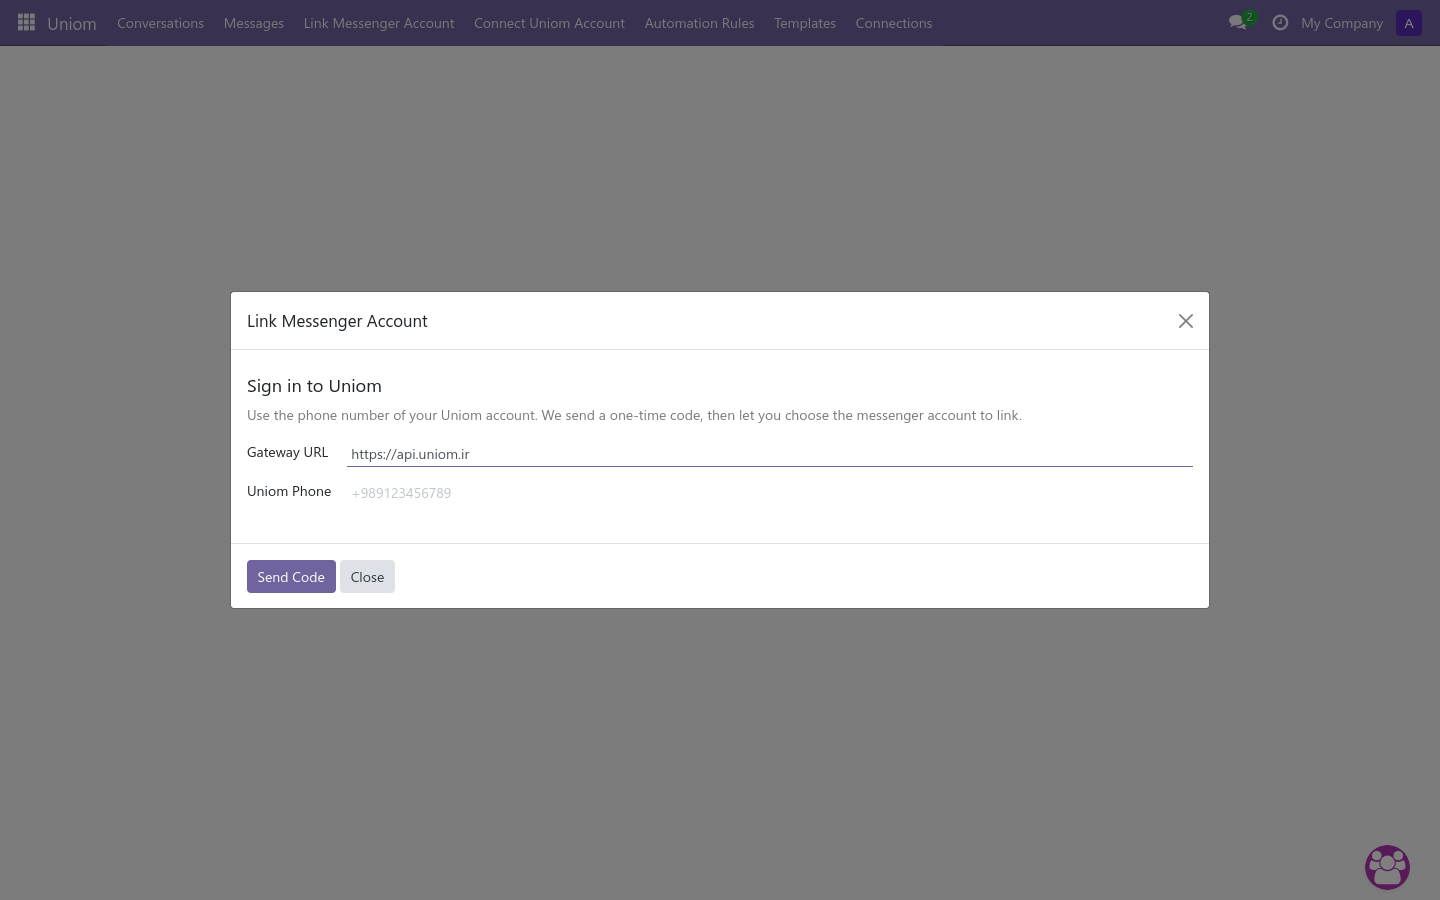 Uniom Conversations Messages Link Messenger Account Connect Uniom Account Automation Rules Templates Connections 2 My Company A
Link Messenger Account
Sign in to Uniom
Use the phone number of your Uniom account. We send a one-time code, then let you choose the messenger account to link.
Gateway URL https://api.uniom.ir
Uniom Phone +989123456789
Send Code Close